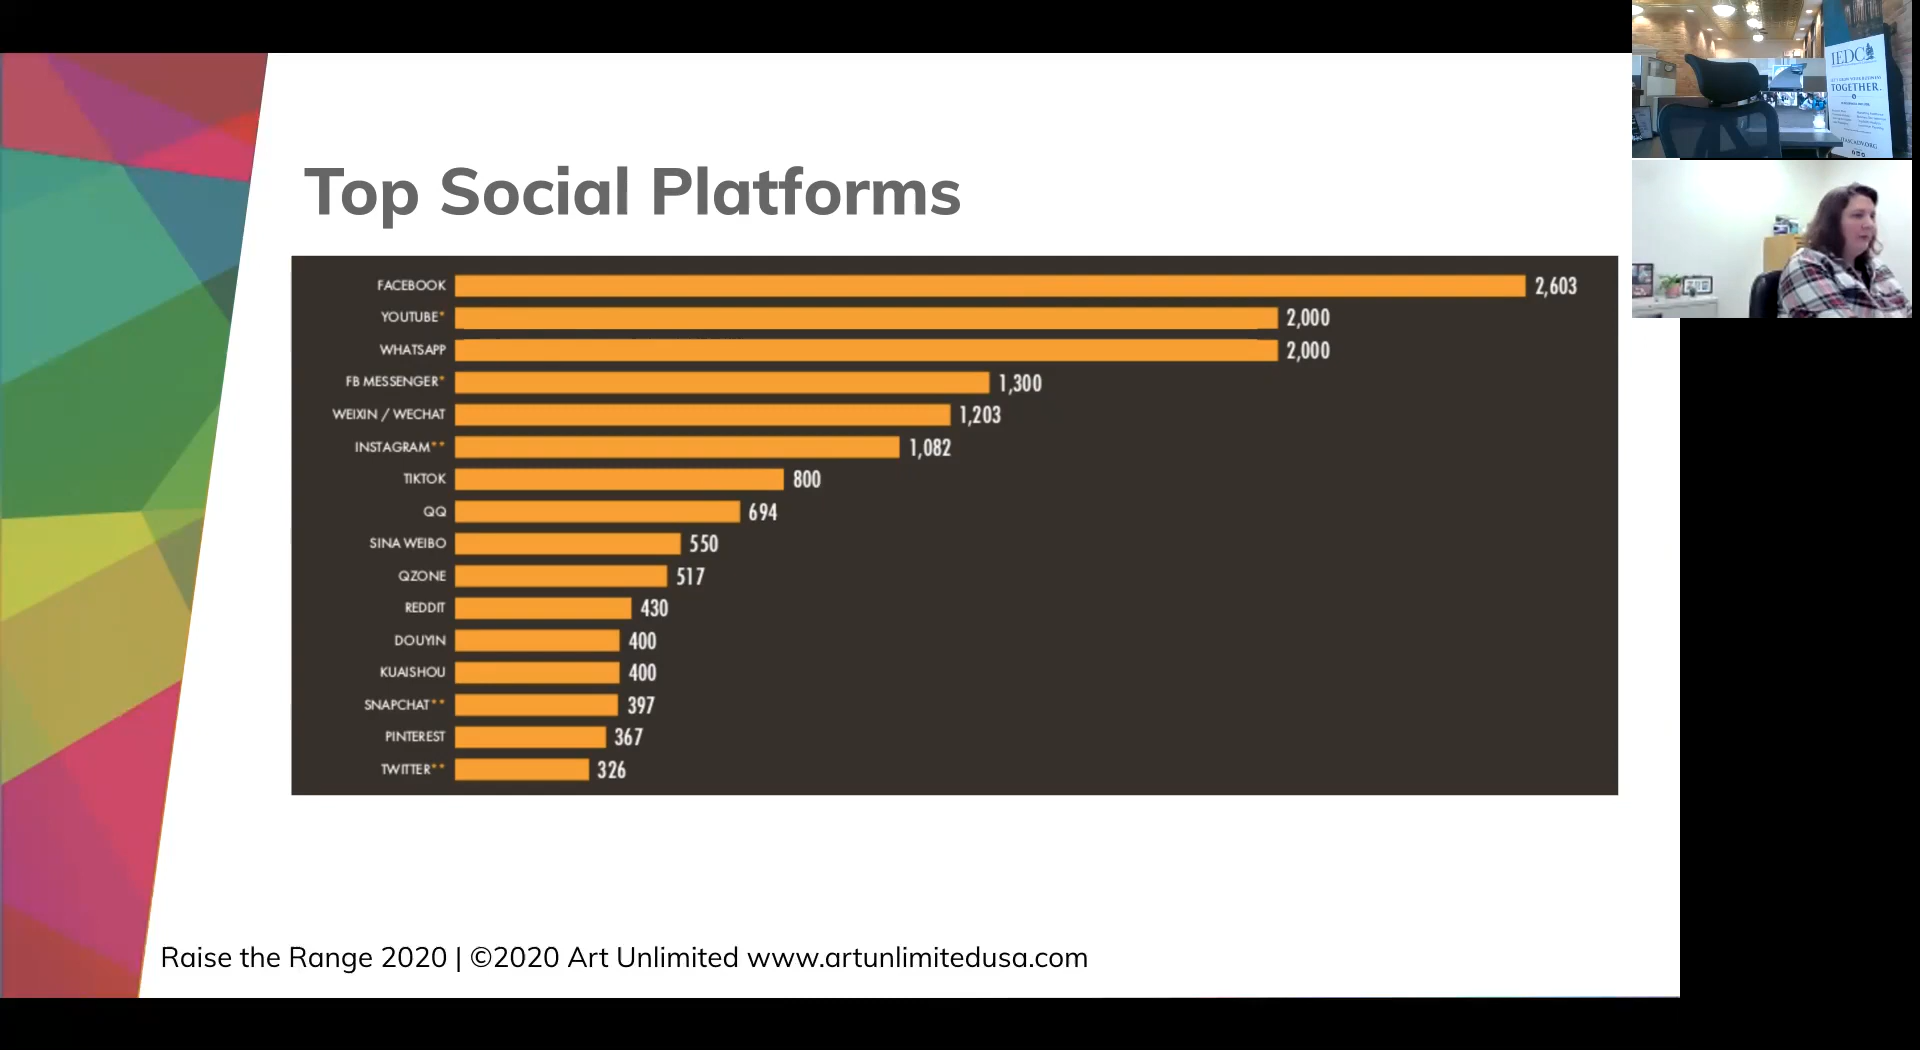 Top Social Platforms
FACEBOOK 2,603
YOUTUBE* 2,000
WHATSAPP 2,000
FB MESSENGER* 1,300
WEIXIN / WECHAT 1,203
INSTAGRAM** 1,082
TIKTOK 800
QQ 694
SINA WEIBO 550
QZONE 517
REDDIT 430
DOUYIN 400
KUAISHOU 400
SNAPCHAT** 397
PINTEREST 367
TWITTER** 326
Raise the Range 2020 | ©2020 Art Unlimited www.artunlimitedusa.com
IEDC
TOGETHER.